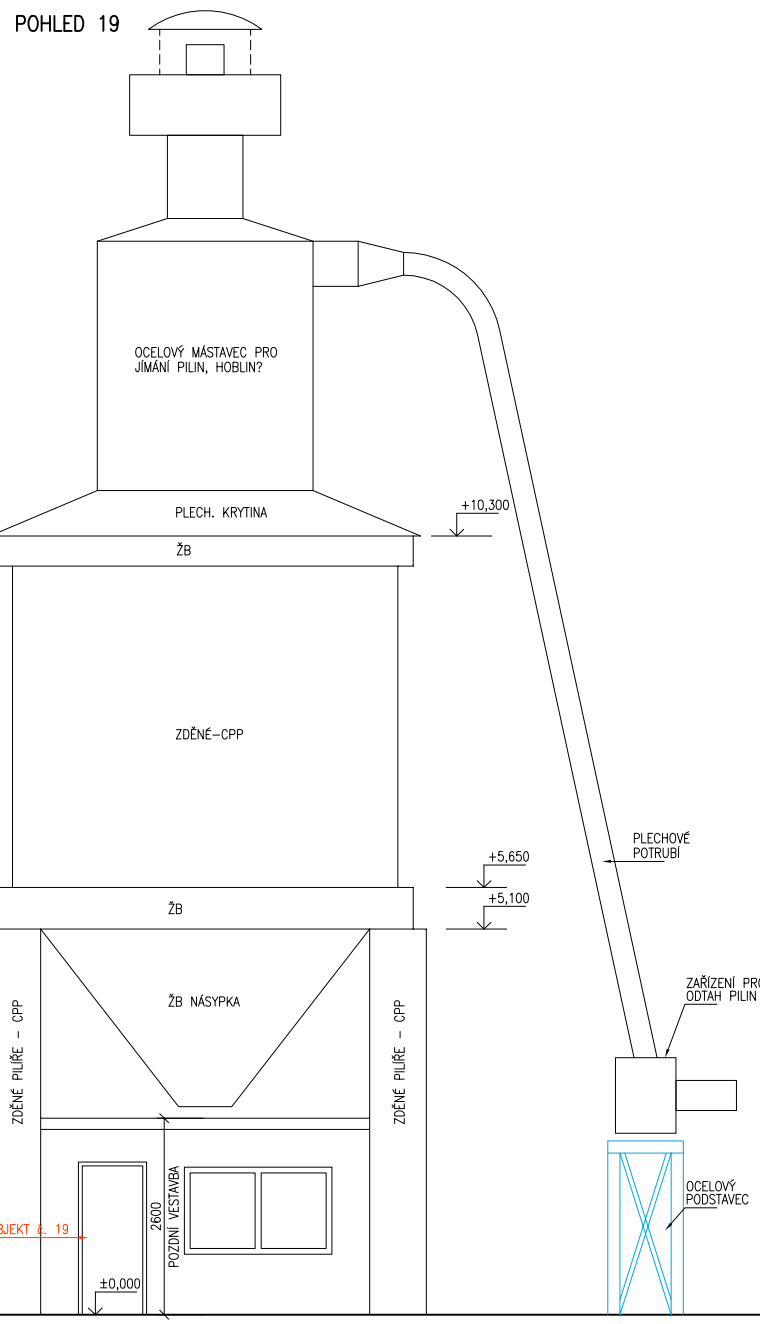 POHLED 19
OCELOVÝ MÁSTAVEC PRO
JÍMÁNÍ PILIN, HOBLIN?
PLECH. KRYTINA
+10,300
ŽB
ZDĚNÉ-CPP
PLECHOVÉ
POTRUBÍ
+5,650
+5,100
ŽB
ŽB NÁSYPKA
ZAŘÍZENÍ PRO
ODTAH PILIN
ZDĚNÉ PILÍŘE - CPP
ZDĚNÉ PILÍŘE - CPP
2600
POZDNÍ VESTAVBA
OCELOVÝ
PODSTAVEC
BJEKT č. 19
±0,000